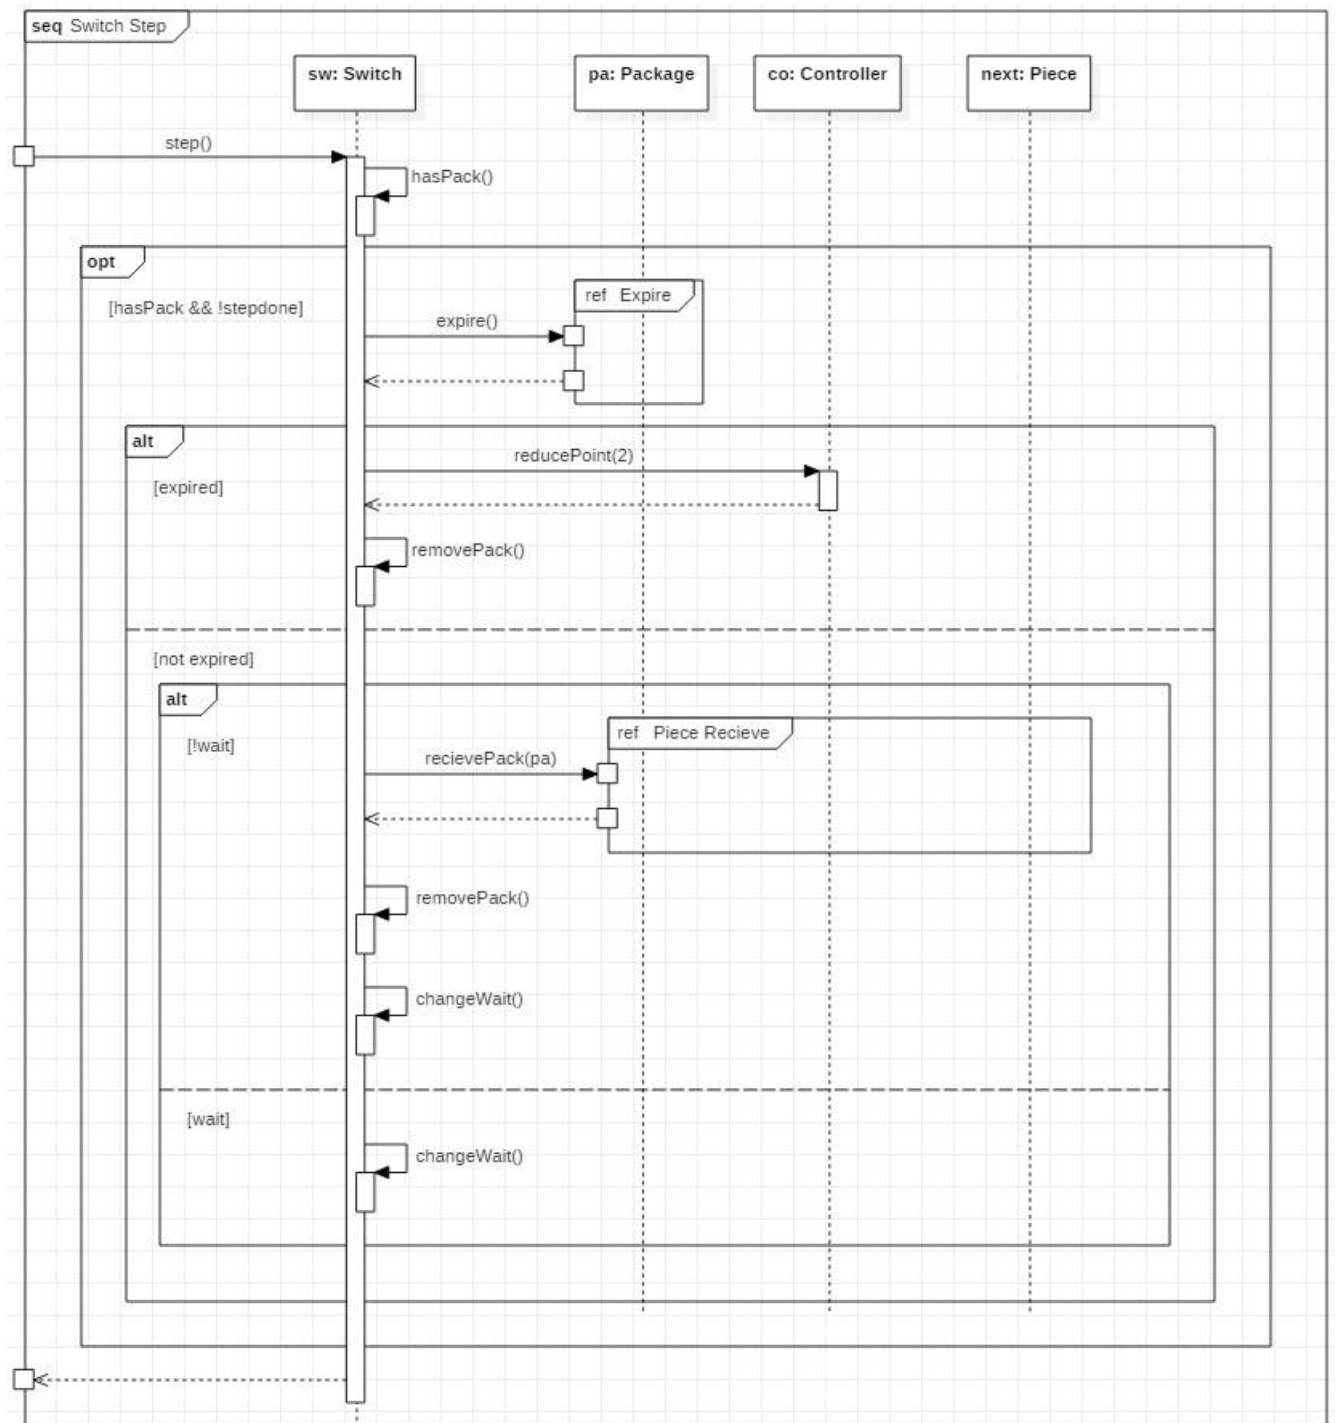 seq Switch Step
sw: Switch
pa: Package
co: Controller
next: Piece
step()
hasPack()
opt
[hasPack && !stepdone]
ref Expire
expire()
alt
reducePoint(2)
[expired]
removePack()
[not expired]
alt
ref Piece Recieve
[!wait]
recievePack(pa)
removePack()
changeWait()
[wait]
changeWait()